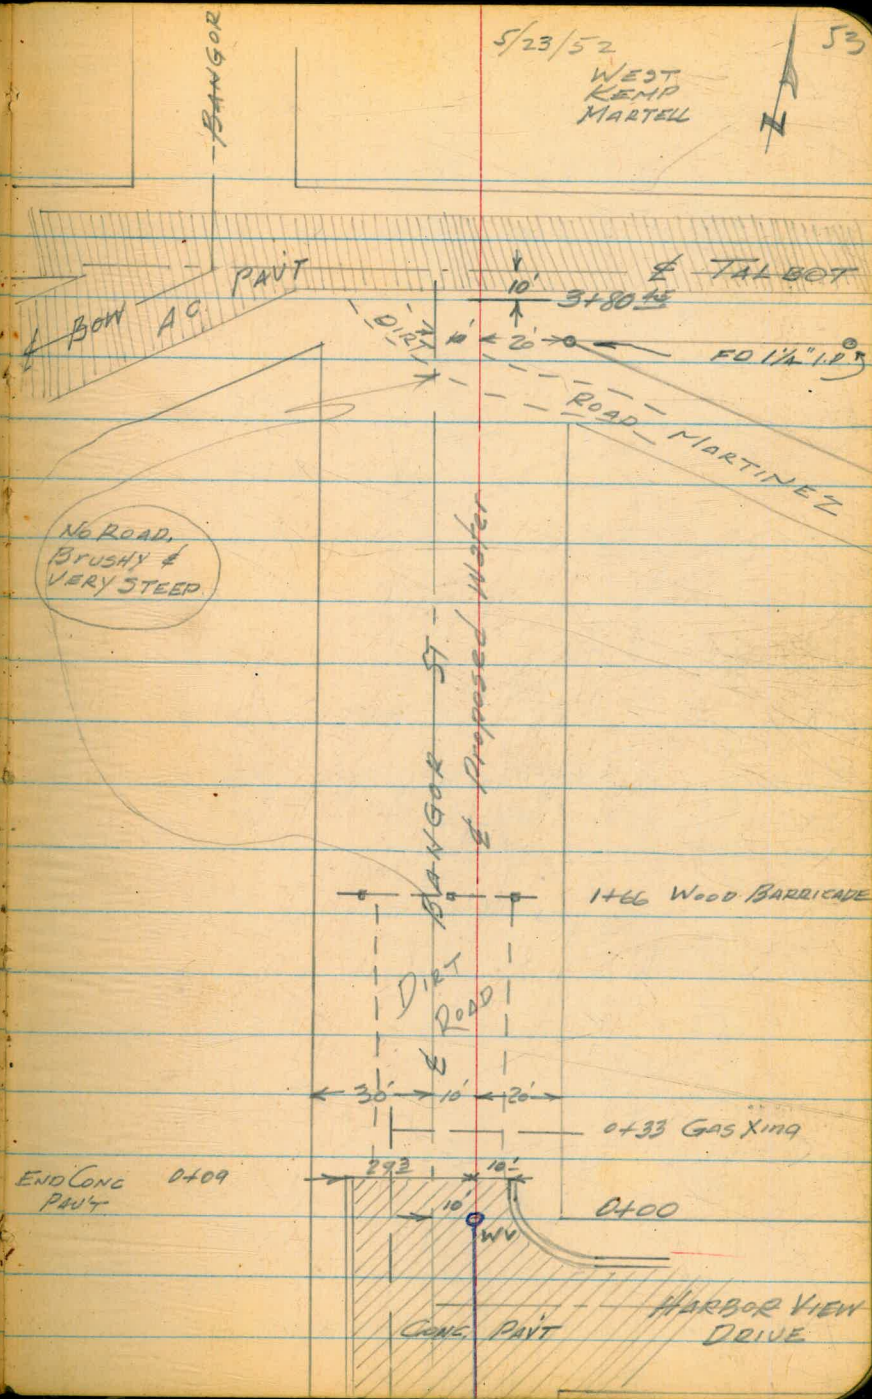 5/23/52
53
WEST
KEMP
MARTELL
N
BANGOR
PAV'T
AC
℄ BOW
℄ TALBOT
10'
3+80
DIRT
10'
20'
FD 1 1/4" I.P.
ROAD
MARTINEZ
NO ROAD,
BRUSHY &
VERY STEEP
℄ BANGOR ST
℄ Proposed Water
1+66 WOOD BARRICADE
DIRT
ROAD
30'
10'
20'
0+33 GAS Xing
END CONC
PAV'T
0+09
29.3
10'
10'
0+00
WV
HARBOR VIEW
DRIVE
CONC. PAV'T